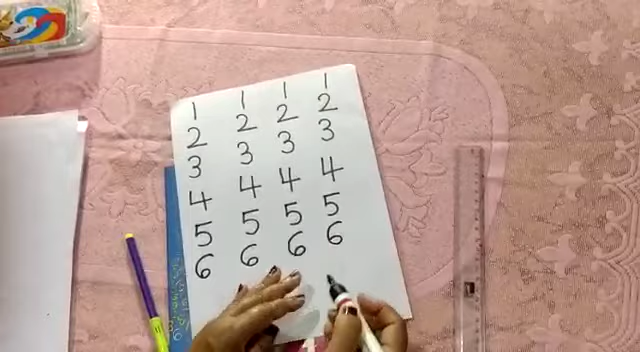 1 1 1 1
2 2 2 2
3 3 3 3
4 4 4 4
5 5 5 5
6 6 6 6